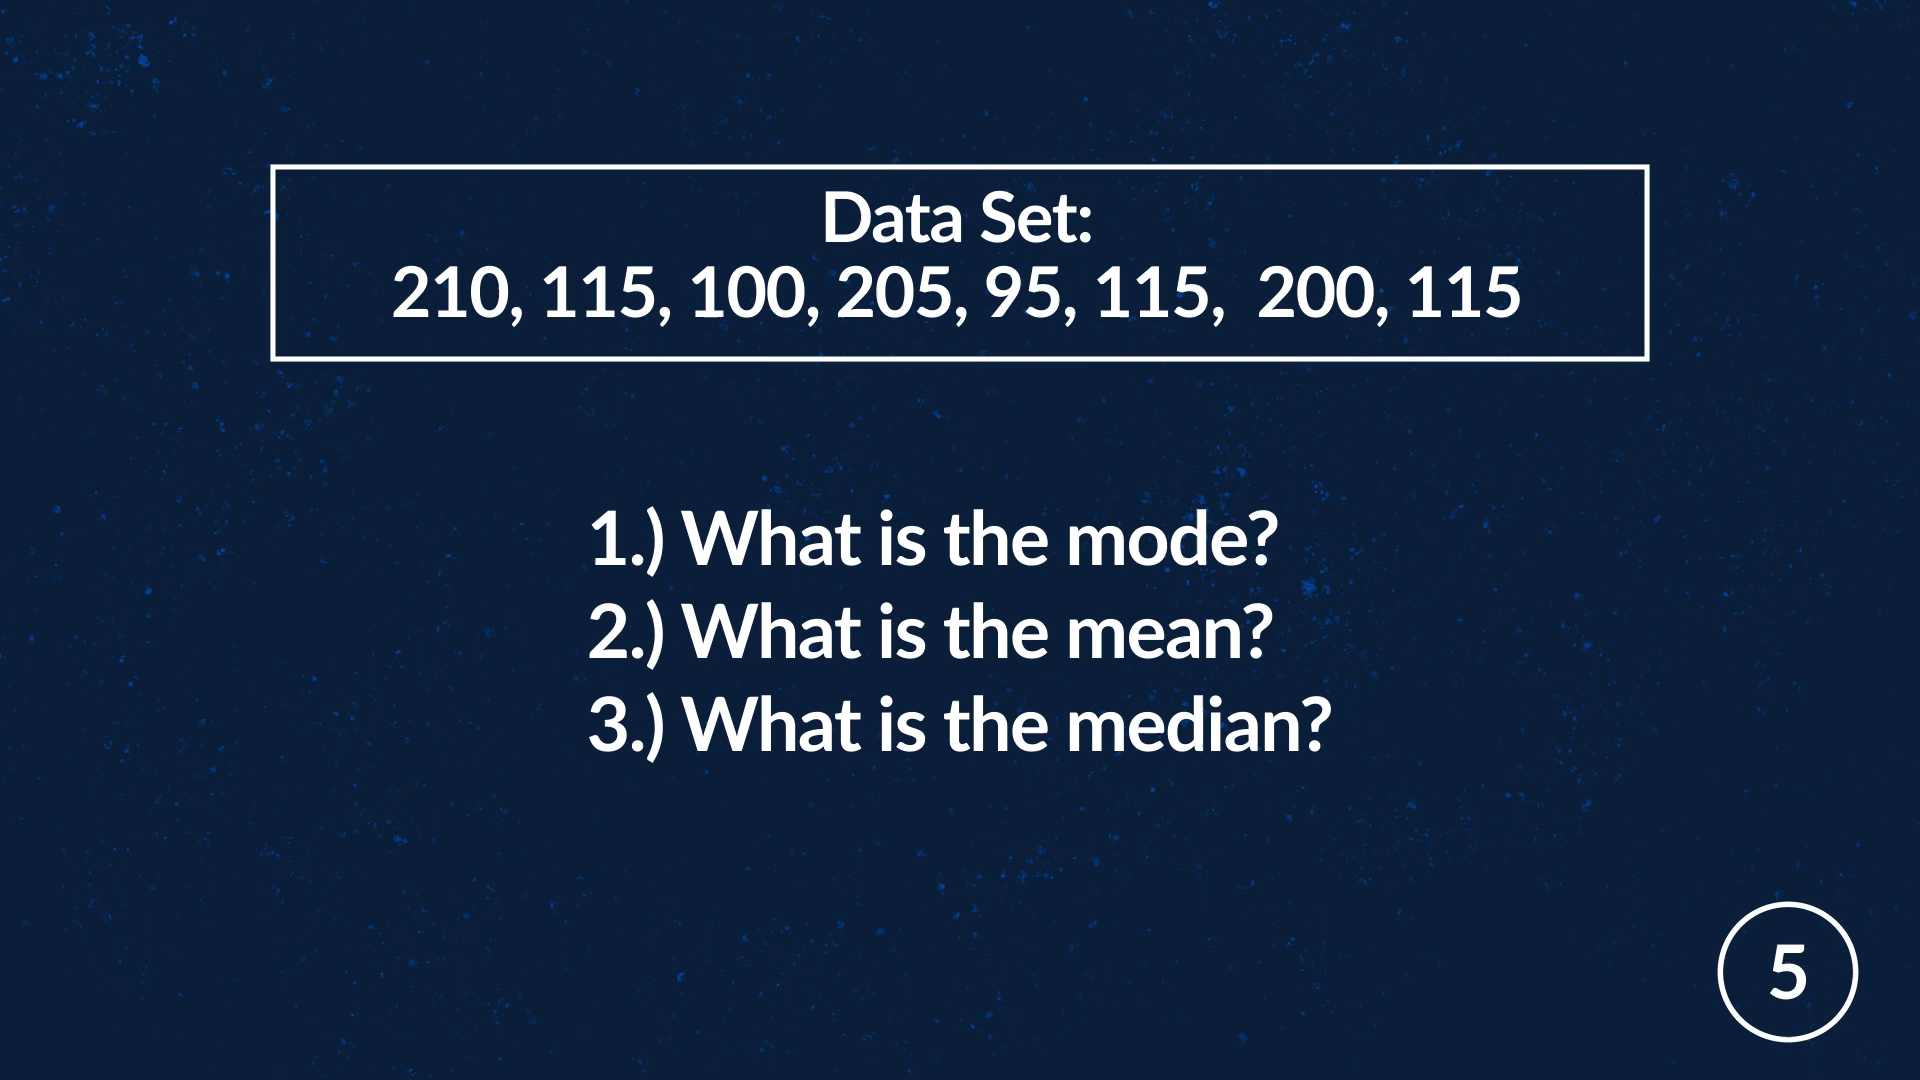 Data Set:
210, 115, 100, 205, 95, 115,  200, 115
1.) What is the mode?
2.) What is the mean?
3.) What is the median?
5